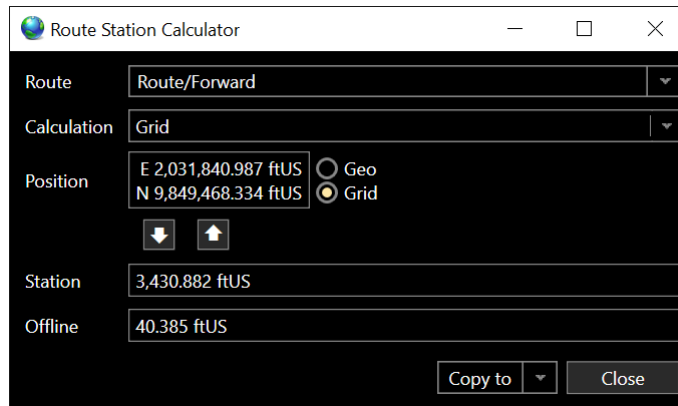 Route Station Calculator
Route Route/Forward
Calculation Grid
Position E 2,031,840.987 ftUS Geo
N 9,849,468.334 ftUS Grid
Station 3,430.882 ftUS
Offline 40.385 ftUS
Copy to Close